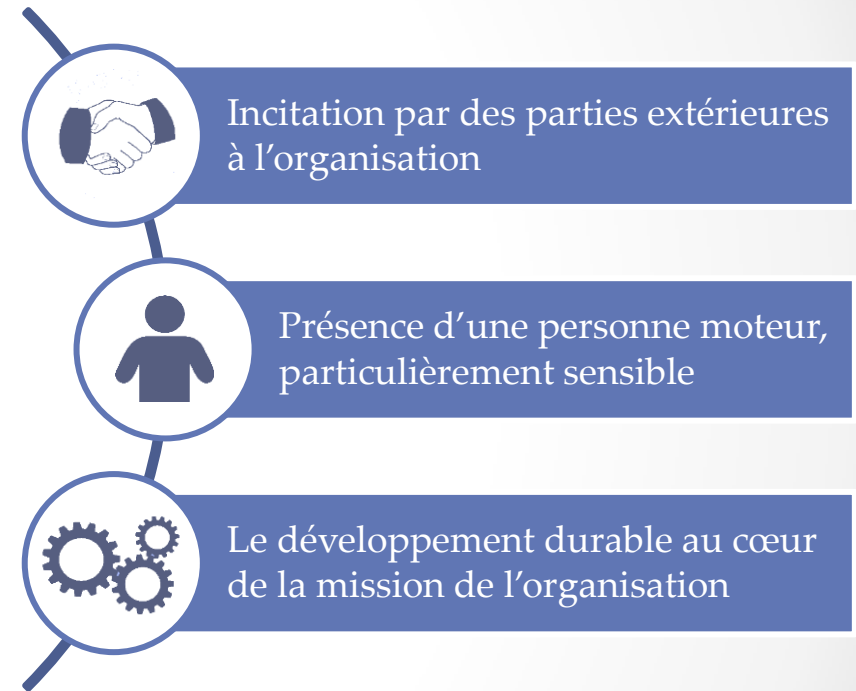 Incitation par des parties extérieures
à l’organisation
Présence d’une personne moteur,
particulièrement sensible
Le développement durable au cœur
de la mission de l’organisation